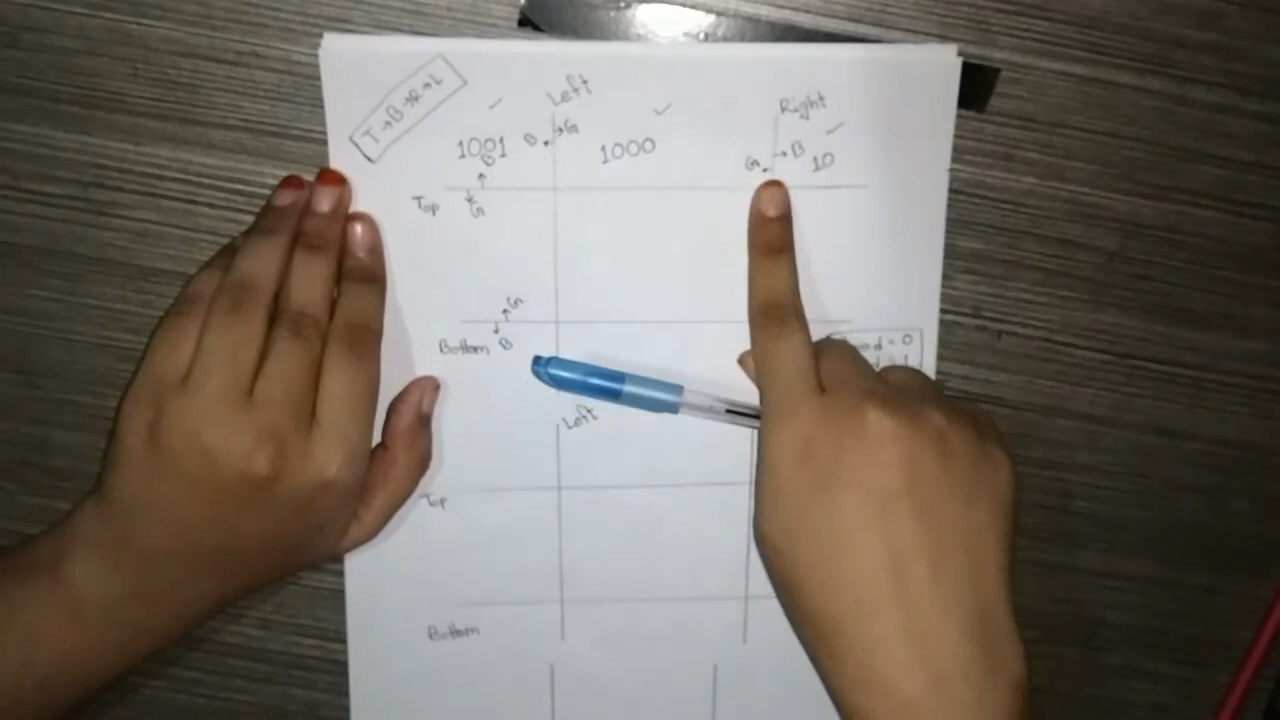 T→B→R→L
Left
Right
1001
B ← → G
1000
G ← → B
10
B ↑
Top
↓ G
↑ G
Bottom
↓ B
Left
Top
Bottom